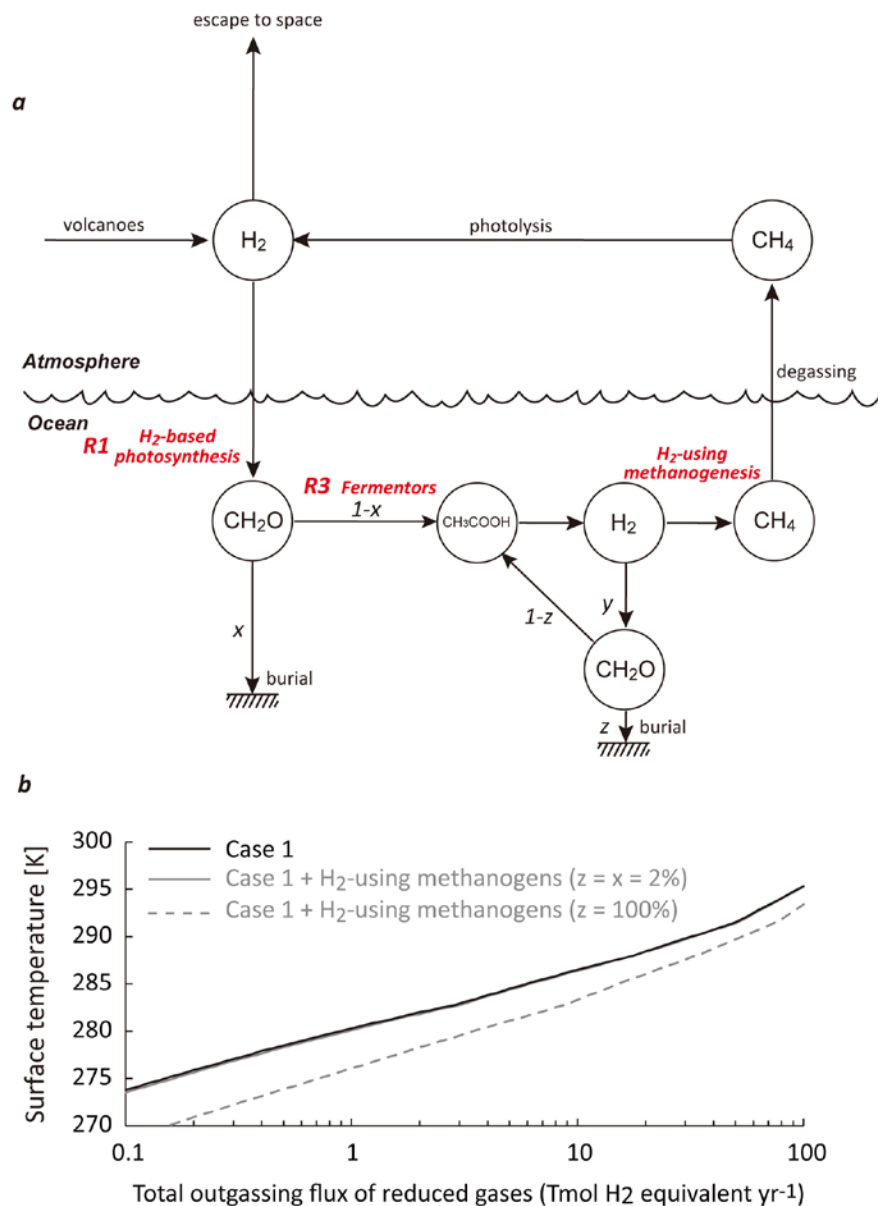 escape to space
a
volcanoes
H2
photolysis
CH4
Atmosphere
degassing
Ocean
R1 H2-based
photosynthesis
R3 Fermentors
H2-using
methanogenesis
CH2O
1-x
CH3COOH
H2
CH4
x
y
1-z
burial
CH2O
z burial
b
300
295
290
285
280
275
270
Surface temperature [K]
Case 1
Case 1 + H2-using methanogens (z = x = 2%)
Case 1 + H2-using methanogens (z = 100%)
0.1 1 10 100
Total outgassing flux of reduced gases (Tmol H2 equivalent yr-1)